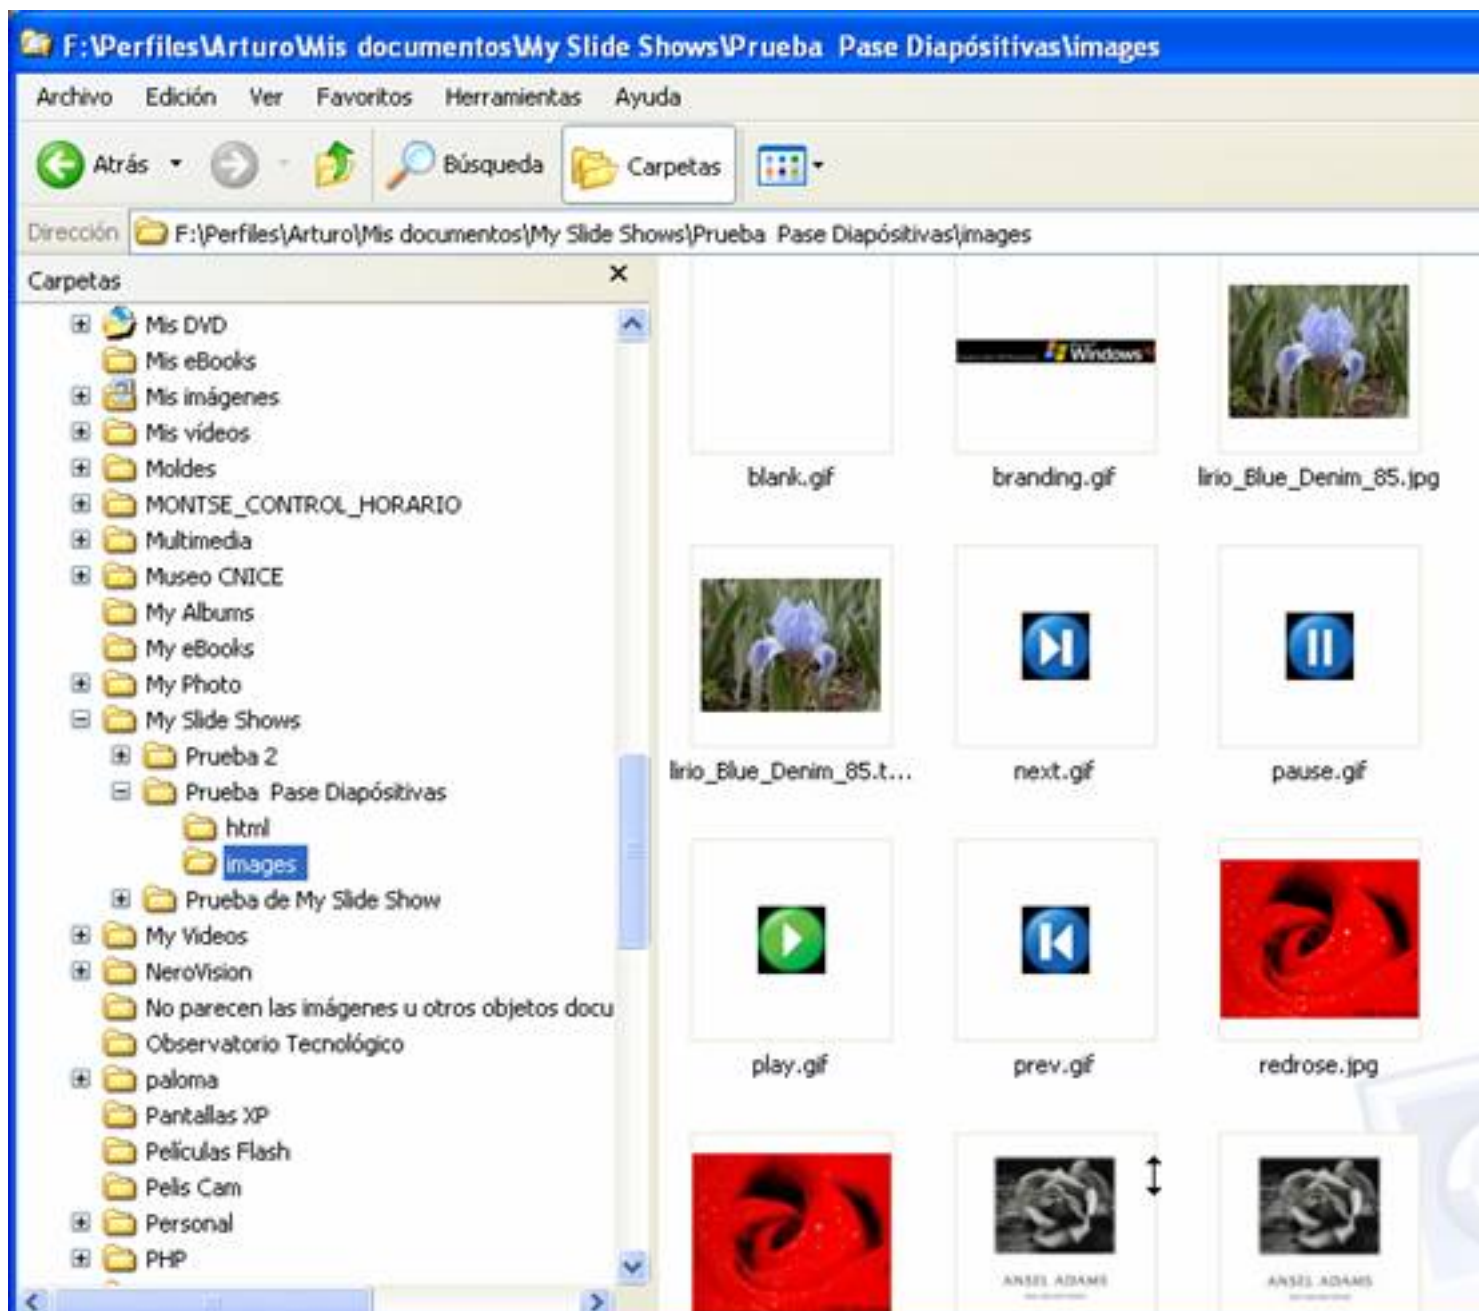 F:\Perfiles\Arturo\Mis documentos\My Slide Shows\Prueba  Pase Diapósitivas\images
Archivo Edición Ver Favoritos Herramientas Ayuda
Atrás Búsqueda Carpetas
Dirección F:\Perfiles\Arturo\Mis documentos\My Slide Shows\Prueba  Pase Diapósitivas\images
Carpetas
Mis DVD
Mis eBooks
Mis imágenes
Mis vídeos
Moldes
MONTSE_CONTROL_HORARIO
Multimedia
Museo CNICE
My Albums
My eBooks
My Photo
My Slide Shows
Prueba 2
Prueba  Pase Diapósitivas
html
images
Prueba de My Slide Show
My Videos
NeroVision
No parecen las imágenes u otros objetos docu
Observatorio Tecnológico
paloma
Pantallas XP
Películas Flash
Pelis Cam
Personal
PHP
Windows
blank.gif branding.gif lirio_Blue_Denim_85.jpg
lirio_Blue_Denim_85.t... next.gif pause.gif
play.gif prev.gif redrose.jpg
ANSEL ADAMS ANSEL ADAMS